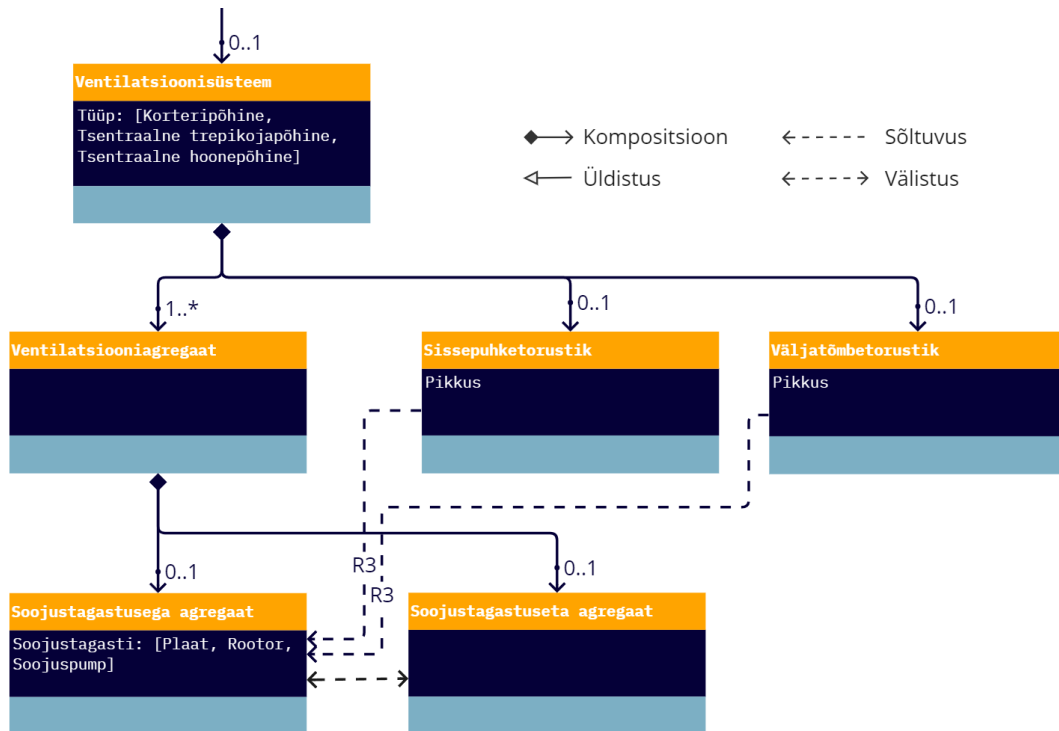 0..1
Ventilatsioonisüsteem
Tüüp: [Korteripõhine,
Tsentraalne trepikojapõhine,
Tsentraalne hoonepõhine]
Kompositsioon
Sõltuvus
Üldistus
Välistus
1..*
0..1
0..1
Ventilatsiooniagregaat
Sissepuhketorustik
Pikkus
Väljatõmbetorustik
Pikkus
R3
R3
0..1
0..1
Soojustagastusega agregaat
Soojustagasti: [Plaat, Rootor,
Soojuspump]
Soojustagastuseta agregaat